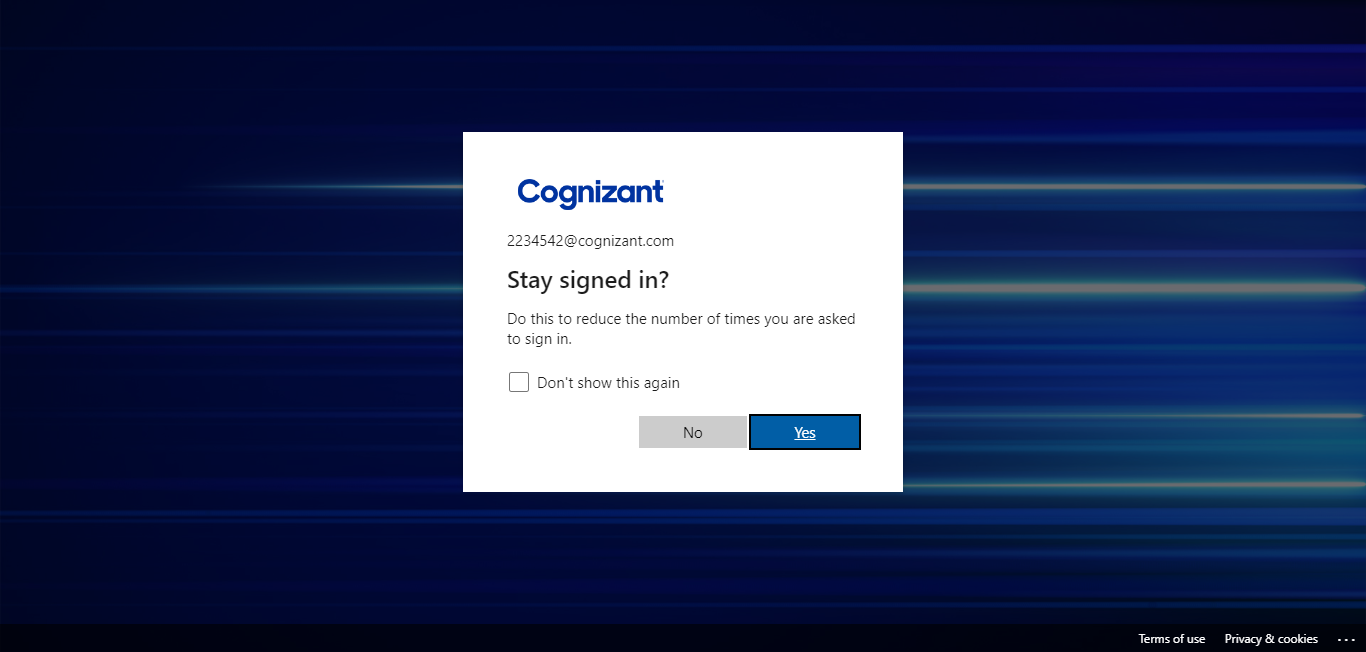 Cognizant
2234542@cognizant.com
Stay signed in?
Do this to reduce the number of times you are asked
to sign in.
Don't show this again
No
Yes
Terms of use
Privacy & cookies
...